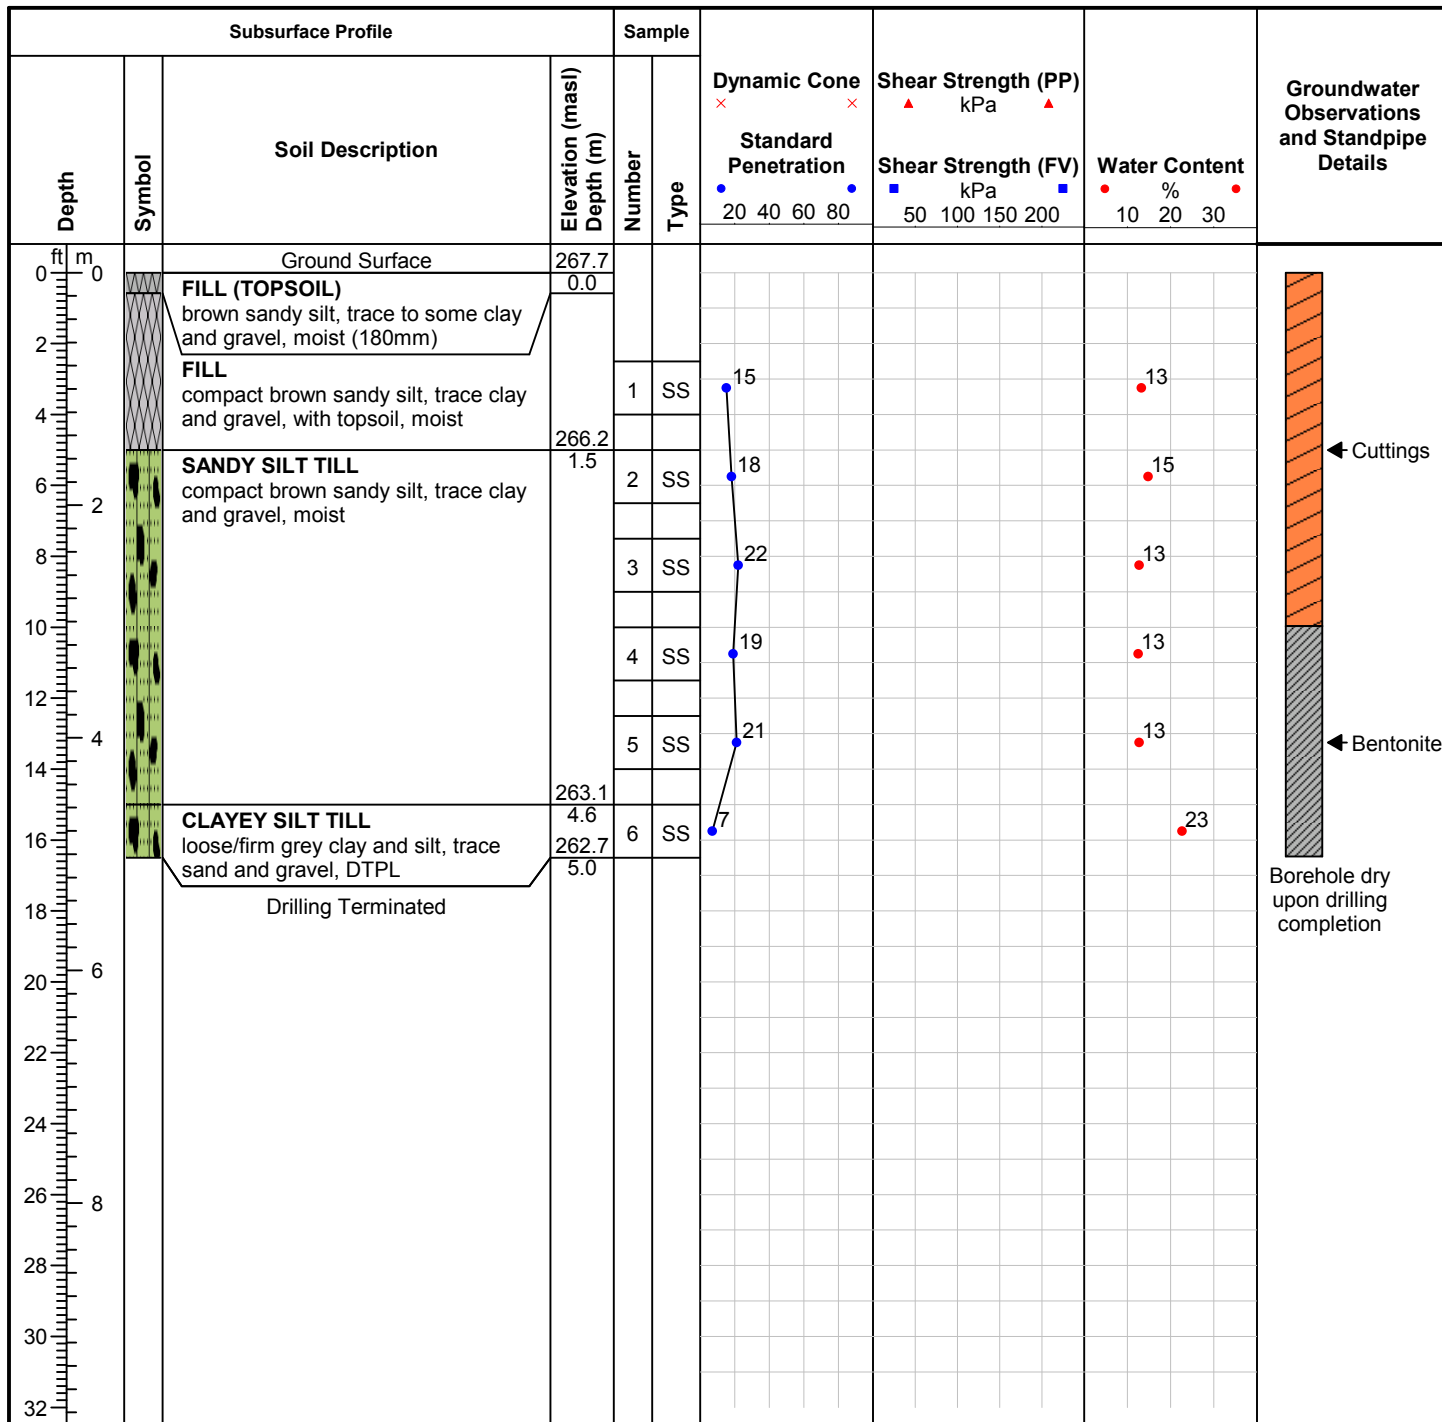 Subsurface Profile
Sample
Depth
Symbol
Soil Description
Elevation (masl)
Depth (m)
Number
Type
Dynamic Cone
Standard
Penetration
20 40 60 80
Shear Strength (PP)
kPa
Shear Strength (FV)
kPa
50 100 150 200
Water Content
%
10 20 30
Groundwater
Observations
and Standpipe
Details
ft m
Ground Surface
267.7
0 0
0.0
FILL (TOPSOIL)
brown sandy silt, trace to some clay
and gravel, moist (180mm)
2
FILL
compact brown sandy silt, trace clay
and gravel, with topsoil, moist
1 SS
15
13
4
266.2
1.5
SANDY SILT TILL
compact brown sandy silt, trace clay
and gravel, moist
2 SS
18
15
Cuttings
6
2
8
3 SS
22
13
10
4 SS
19
13
12
4
5 SS
21
13
Bentonite
14
263.1
4.6
CLAYEY SILT TILL
loose/firm grey clay and silt, trace
sand and gravel, DTPL
262.7
5.0
6 SS
7
23
16
Borehole dry
upon drilling
completion
Drilling Terminated
18
6
20
22
24
26
8
28
30
32